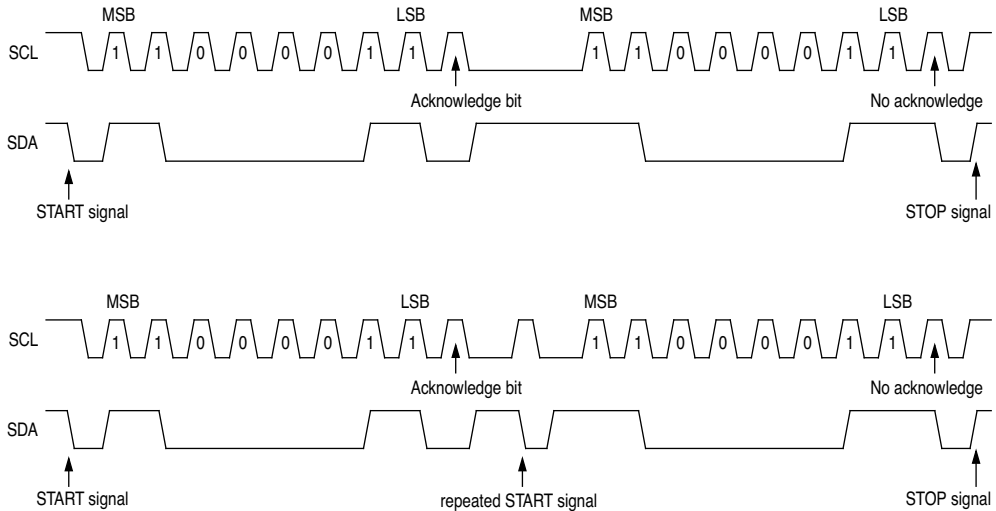 MSB LSB MSB LSB
SCL 1 1 0 0 0 0 1 1 1 1 0 0 0 0 1 1
Acknowledge bit No acknowledge
SDA
START signal STOP signal
MSB LSB MSB LSB
SCL 1 1 0 0 0 0 1 1 1 1 0 0 0 0 1 1
Acknowledge bit No acknowledge
SDA
START signal repeated START signal STOP signal